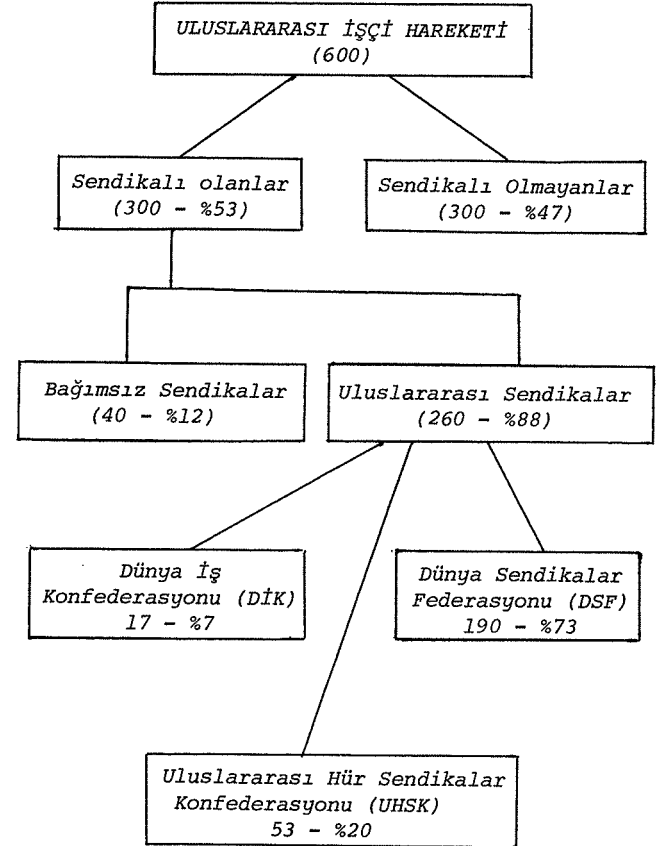 ULUSLARARASI İŞÇİ HAREKETİ
(600)
Sendikalı olanlar
(300 - %53)
Sendikalı Olmayanlar
(300 - %47)
Bağımsız Sendikalar
(40 - %12)
Uluslararası Sendikalar
(260 - %88)
Dünya İş
Konfederasyonu (DİK)
17 - %7
Dünya Sendikalar
Federasyonu (DSF)
190 - %73
Uluslararası Hür Sendikalar
Konfederasyonu (UHSK)
53 - %20